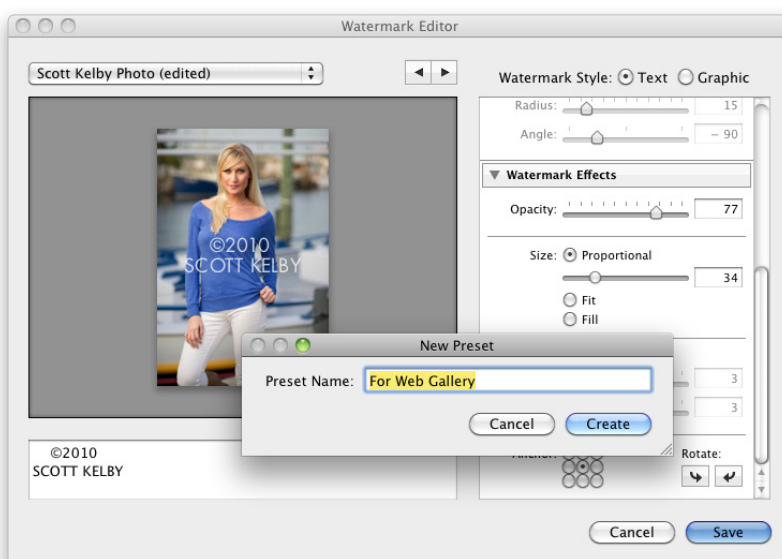 Watermark Editor
Scott Kelby Photo (edited)
Watermark Style: Text Graphic
Radius: 15
Angle: – 90
Watermark Effects
Opacity: 77
Size: Proportional
34
Fit
Fill
©2010
SCOTT KELBY
New Preset
Preset Name: For Web Gallery
3
Cancel Create
3
Rotate:
©2010
SCOTT KELBY
Cancel Save